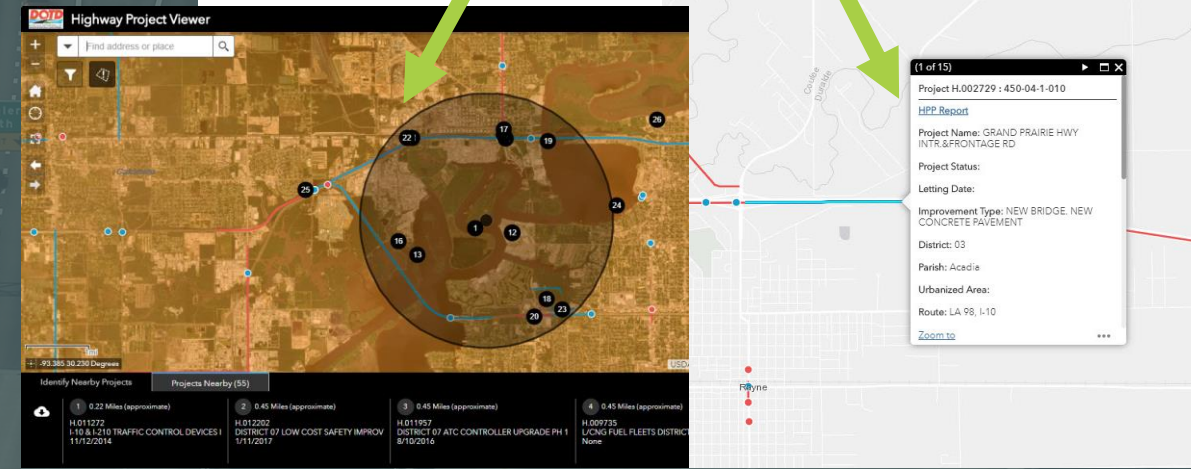 DOTD Highway Project Viewer
Find address or place
22
17
19
26
25
24
1
12
16
13
18
23
20
-93.385 30.230 Degrees
USD
Identify Nearby Projects
Projects Nearby (55)
1 0.22 Miles (approximate)
H.011272
I-10 & I-210 TRAFFIC CONTROL DEVICES I
11/12/2014
2 0.45 Miles (approximate)
H.012202
DISTRICT 07 LOW COST SAFETY IMPROV
1/11/2017
3 0.45 Miles (approximate)
H.011957
DISTRICT 07 ATC CONTROLLER UPGRADE PH 1
8/10/2016
4 0.45 Miles (approximate)
H.009735
L/CNG FUEL FLEETS DISTRICT
None
Coulee
Duralde
(1 of 15)
Project H.002729 : 450-04-1-010
HPP Report
Project Name: GRAND PRAIRIE HWY
INTR.&FRONTAGE RD
Project Status:
Letting Date:
Improvement Type: NEW BRIDGE, NEW
CONCRETE PAVEMENT
District: 03
Parish: Acadia
Urbanized Area:
Route: LA 98, I-10
Zoom to
Rayne